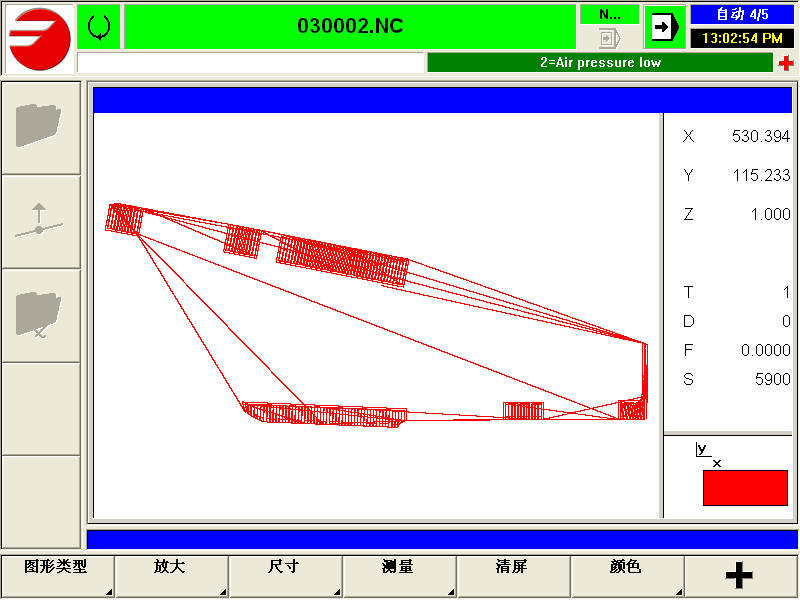 030002.NC
N...
自动 4/5
13:02:54 PM
2=Air pressure low
X 530.394
Y 115.233
Z 1.000
T 1
D 0
F 0.0000
S 5900
y
x
图形类型 放大 尺寸 测量 清屏 颜色